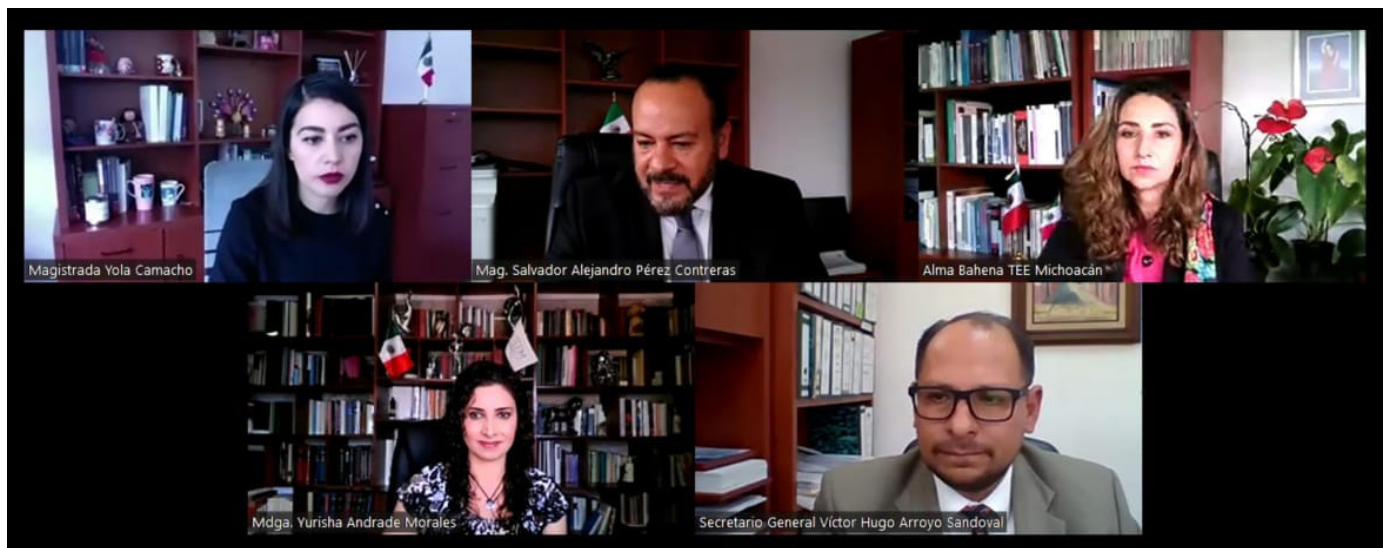 Magistrada Yola Camacho
Mag. Salvador Alejandro Pérez Contreras
Alma Bahena TEE Michoacán
Mdga. Yurisha Andrade Morales
Secretario General Víctor Hugo Arroyo Sandoval